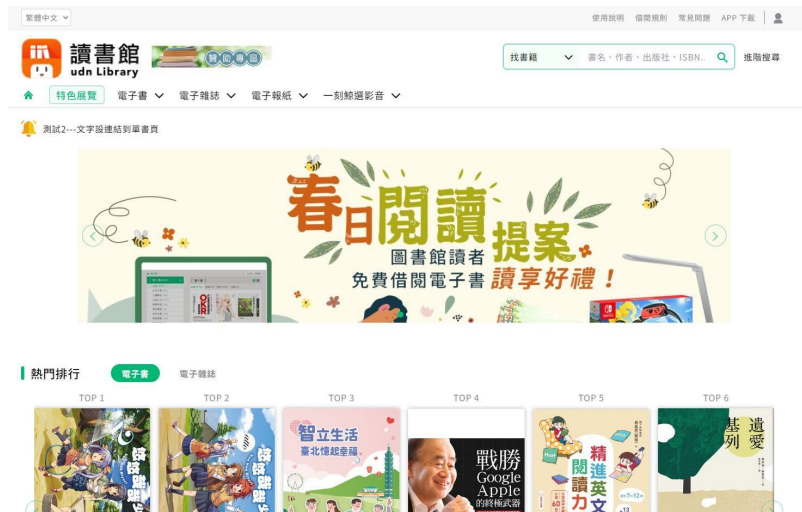 繁體中文
使用說明 借閱規則 常見問題 APP 下載
讀書館
udn Library
贊助專區
找書籍
書名、作者、出版社、ISBN..
進階搜尋
特色展覽 電子書 電子雜誌 電子報紙 一刻鯨選影音
測試2---文字設連結到單書頁
春日閱讀提案
圖書館讀者
免費借閱電子書 讀享好禮！
熱門排行 電子書 電子雜誌
TOP 1 TOP 2 TOP 3 TOP 4 TOP 5 TOP 6
智立生活
臺北憶起幸福
戰勝
Google
Apple
的終極武器
精進英文
閱讀力
遺愛
基列